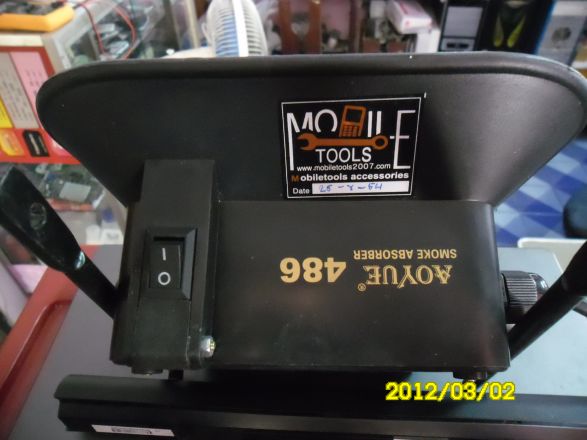 MOBILE
TOOLS
www.mobiletools2007.com
Mobiletools accessories
Date
AOYUE®
SMOKE ABSORBER
486
I
O
2012/03/02